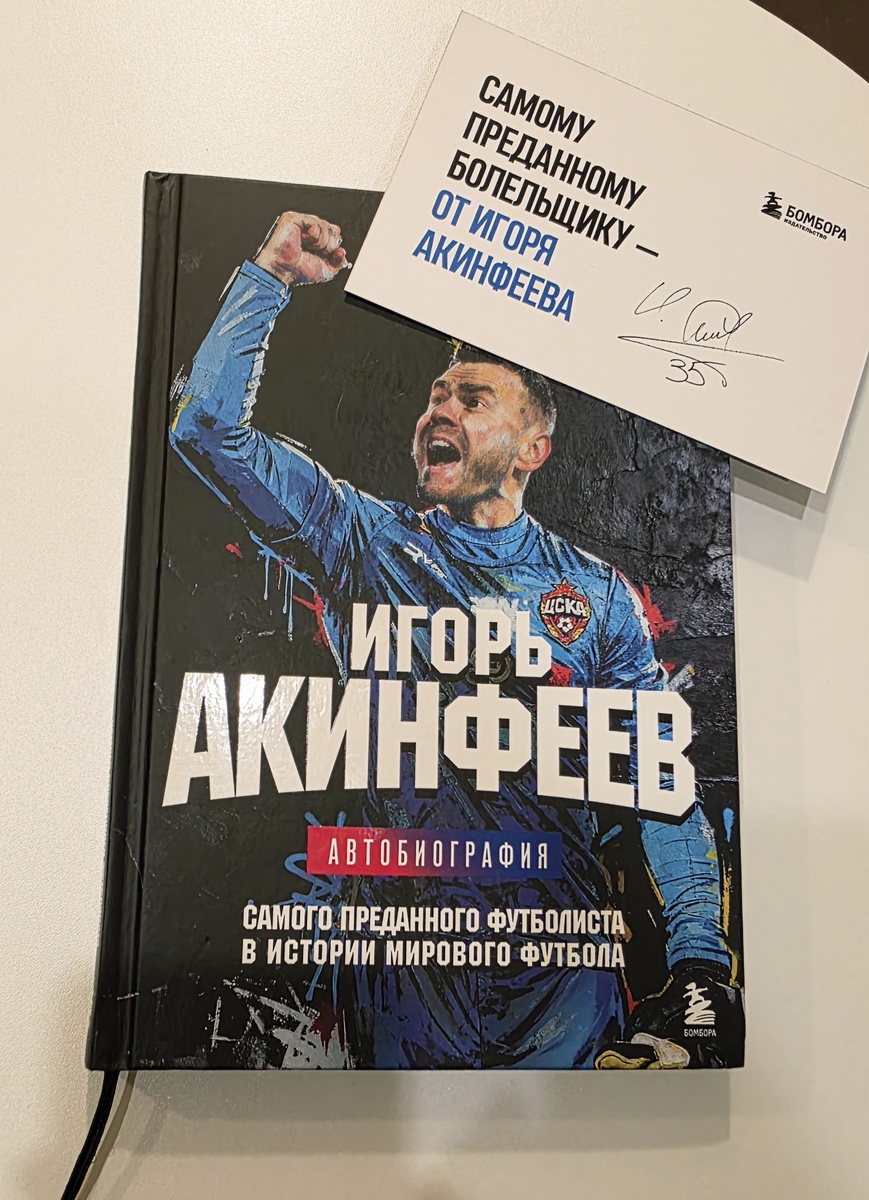 САМОМУ
ПРЕДАННОМУ
БОЛЕЛЬЩИКУ –
ОТ ИГОРЯ
АКИНФЕЕВА
БОМБОРА
ИЗДАТЕЛЬСТВО
35
ЦСКА
ИГОРЬ
АКИНФЕЕВ
АВТОБИОГРАФИЯ
САМОГО ПРЕДАННОГО ФУТБОЛИСТА
В ИСТОРИИ МИРОВОГО ФУТБОЛА
БОМБОРА